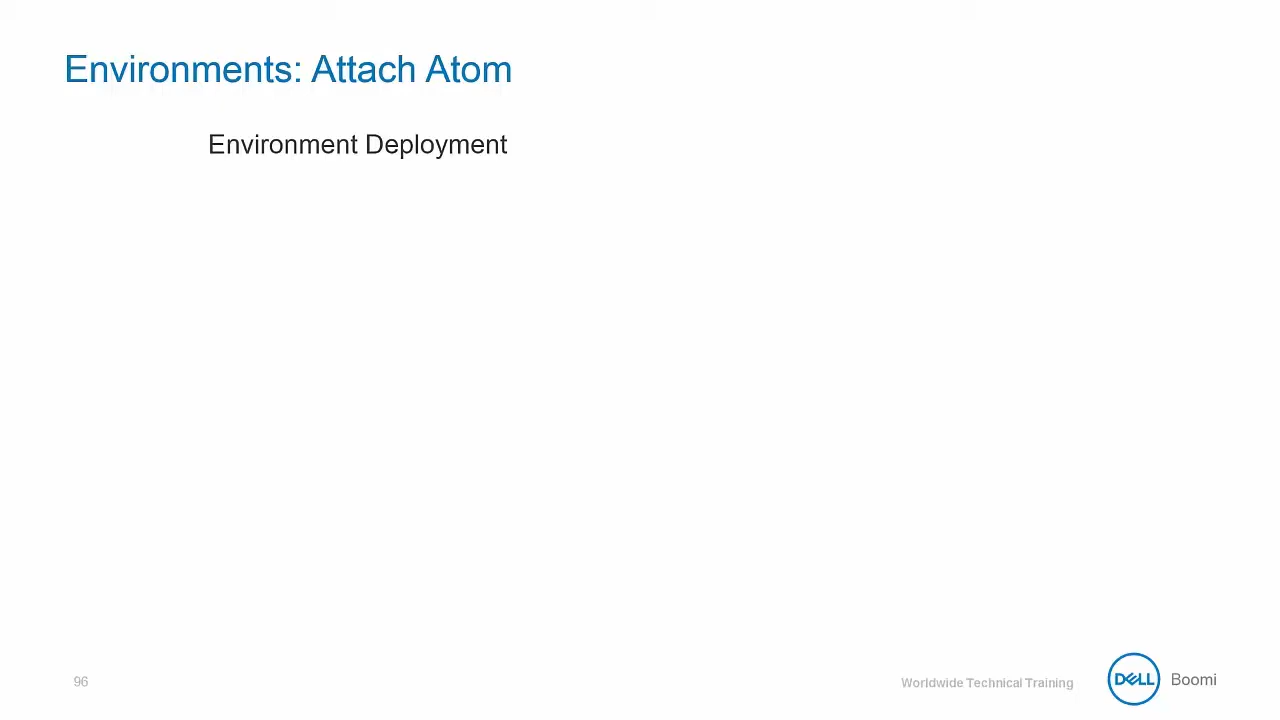 Environments: Attach Atom
Environment Deployment
96
Worldwide Technical Training
DELL
Boomi